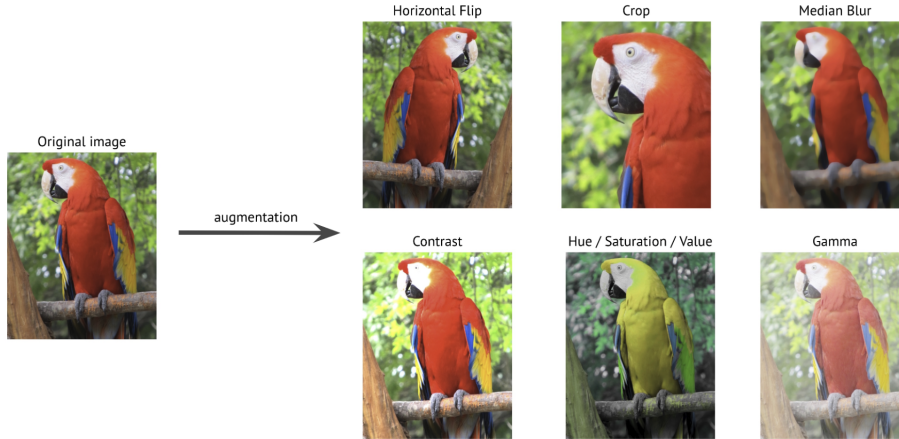 Horizontal Flip
Crop
Median Blur
Original image
augmentation
Contrast
Hue / Saturation / Value
Gamma